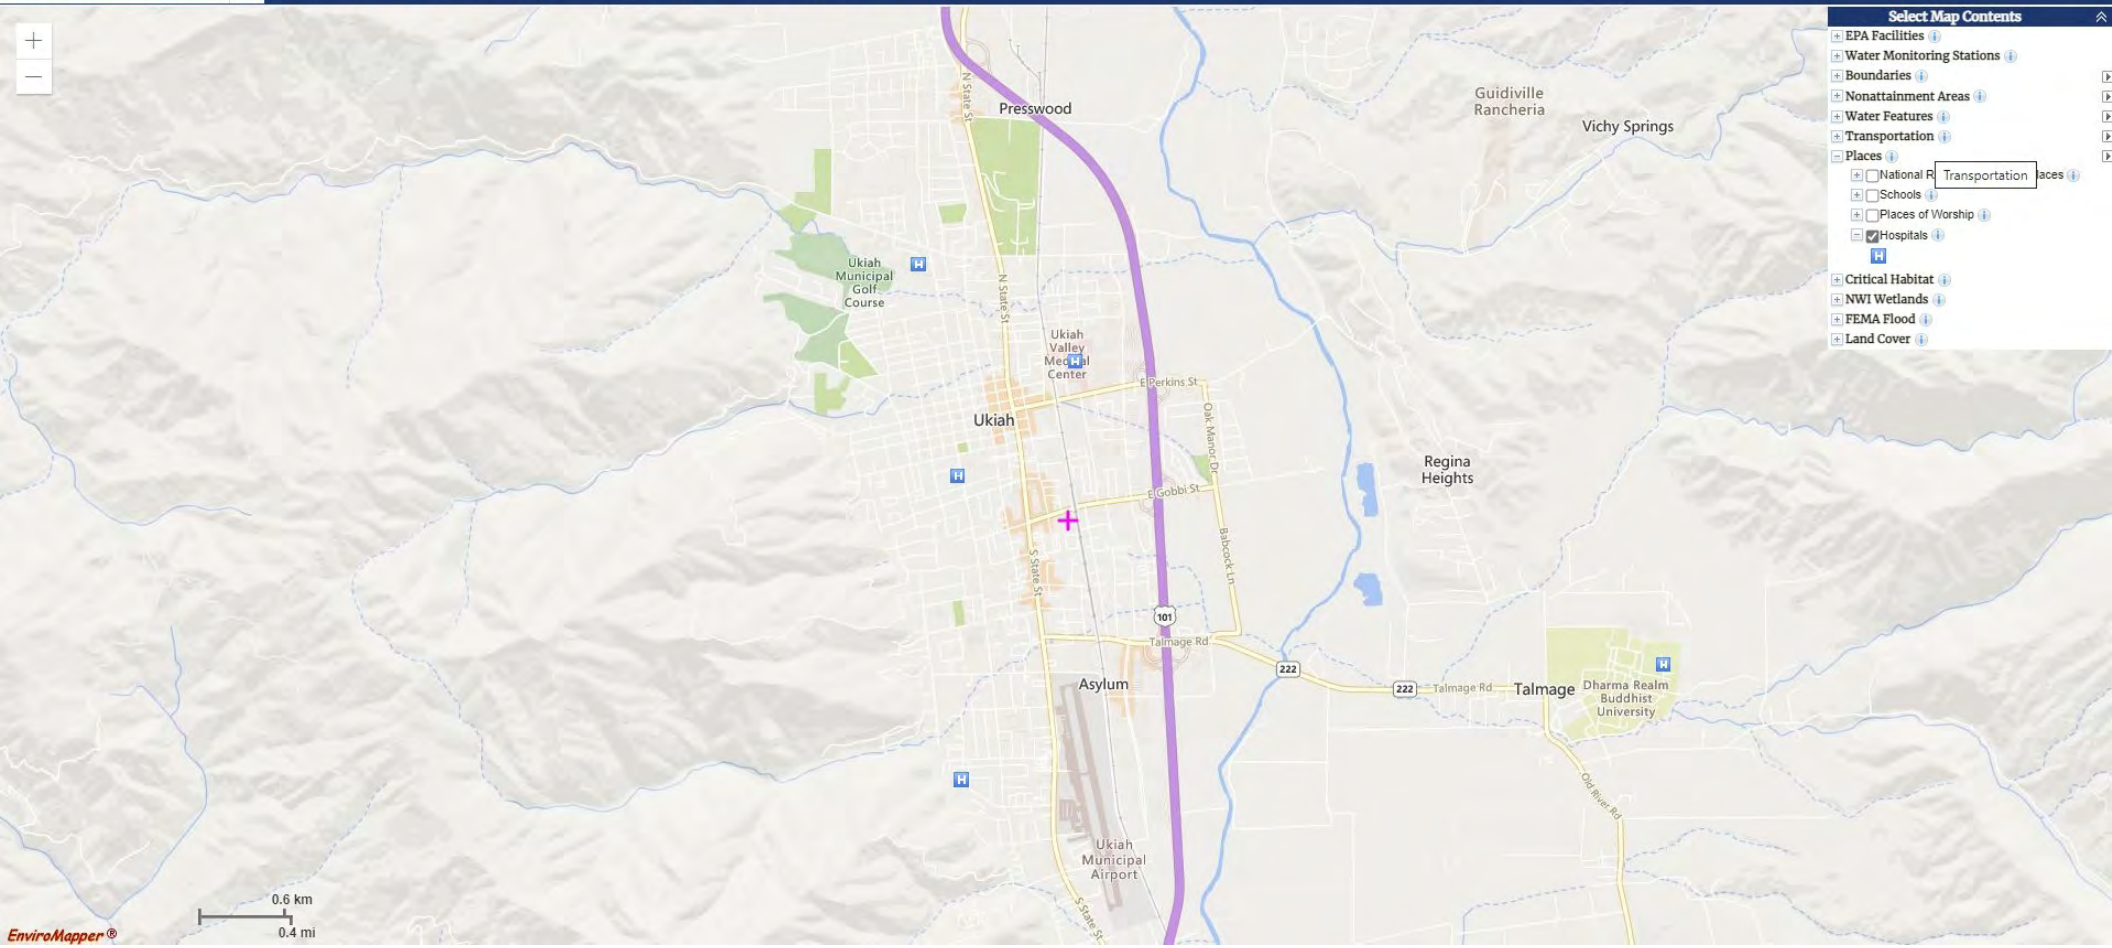 Select Map Contents
EPA Facilities
Water Monitoring Stations
Boundaries
Nonattainment Areas
Water Features
Transportation
Places
National R
Transportation
laces
Schools
Places of Worship
Hospitals
H
Critical Habitat
NWI Wetlands
FEMA Flood
Land Cover
N State St
Presswood
Guidiville
Rancheria
Vichy Springs
Ukiah
Municipal
Golf
Course
H
N State St
Ukiah
Valley
Medical
Center
H
E Perkins St
Oak Manor Dr
Ukiah
H
Regina
Heights
E Gobbi St
S State St
Babcock Ln
101
Talmage Rd
222
222
Talmage Rd
Talmage
Dharma Realm
Buddhist
University
H
Asylum
H
Old River Rd
Ukiah
Municipal
Airport
S State St
0.6 km
0.4 mi
EnviroMapper ®